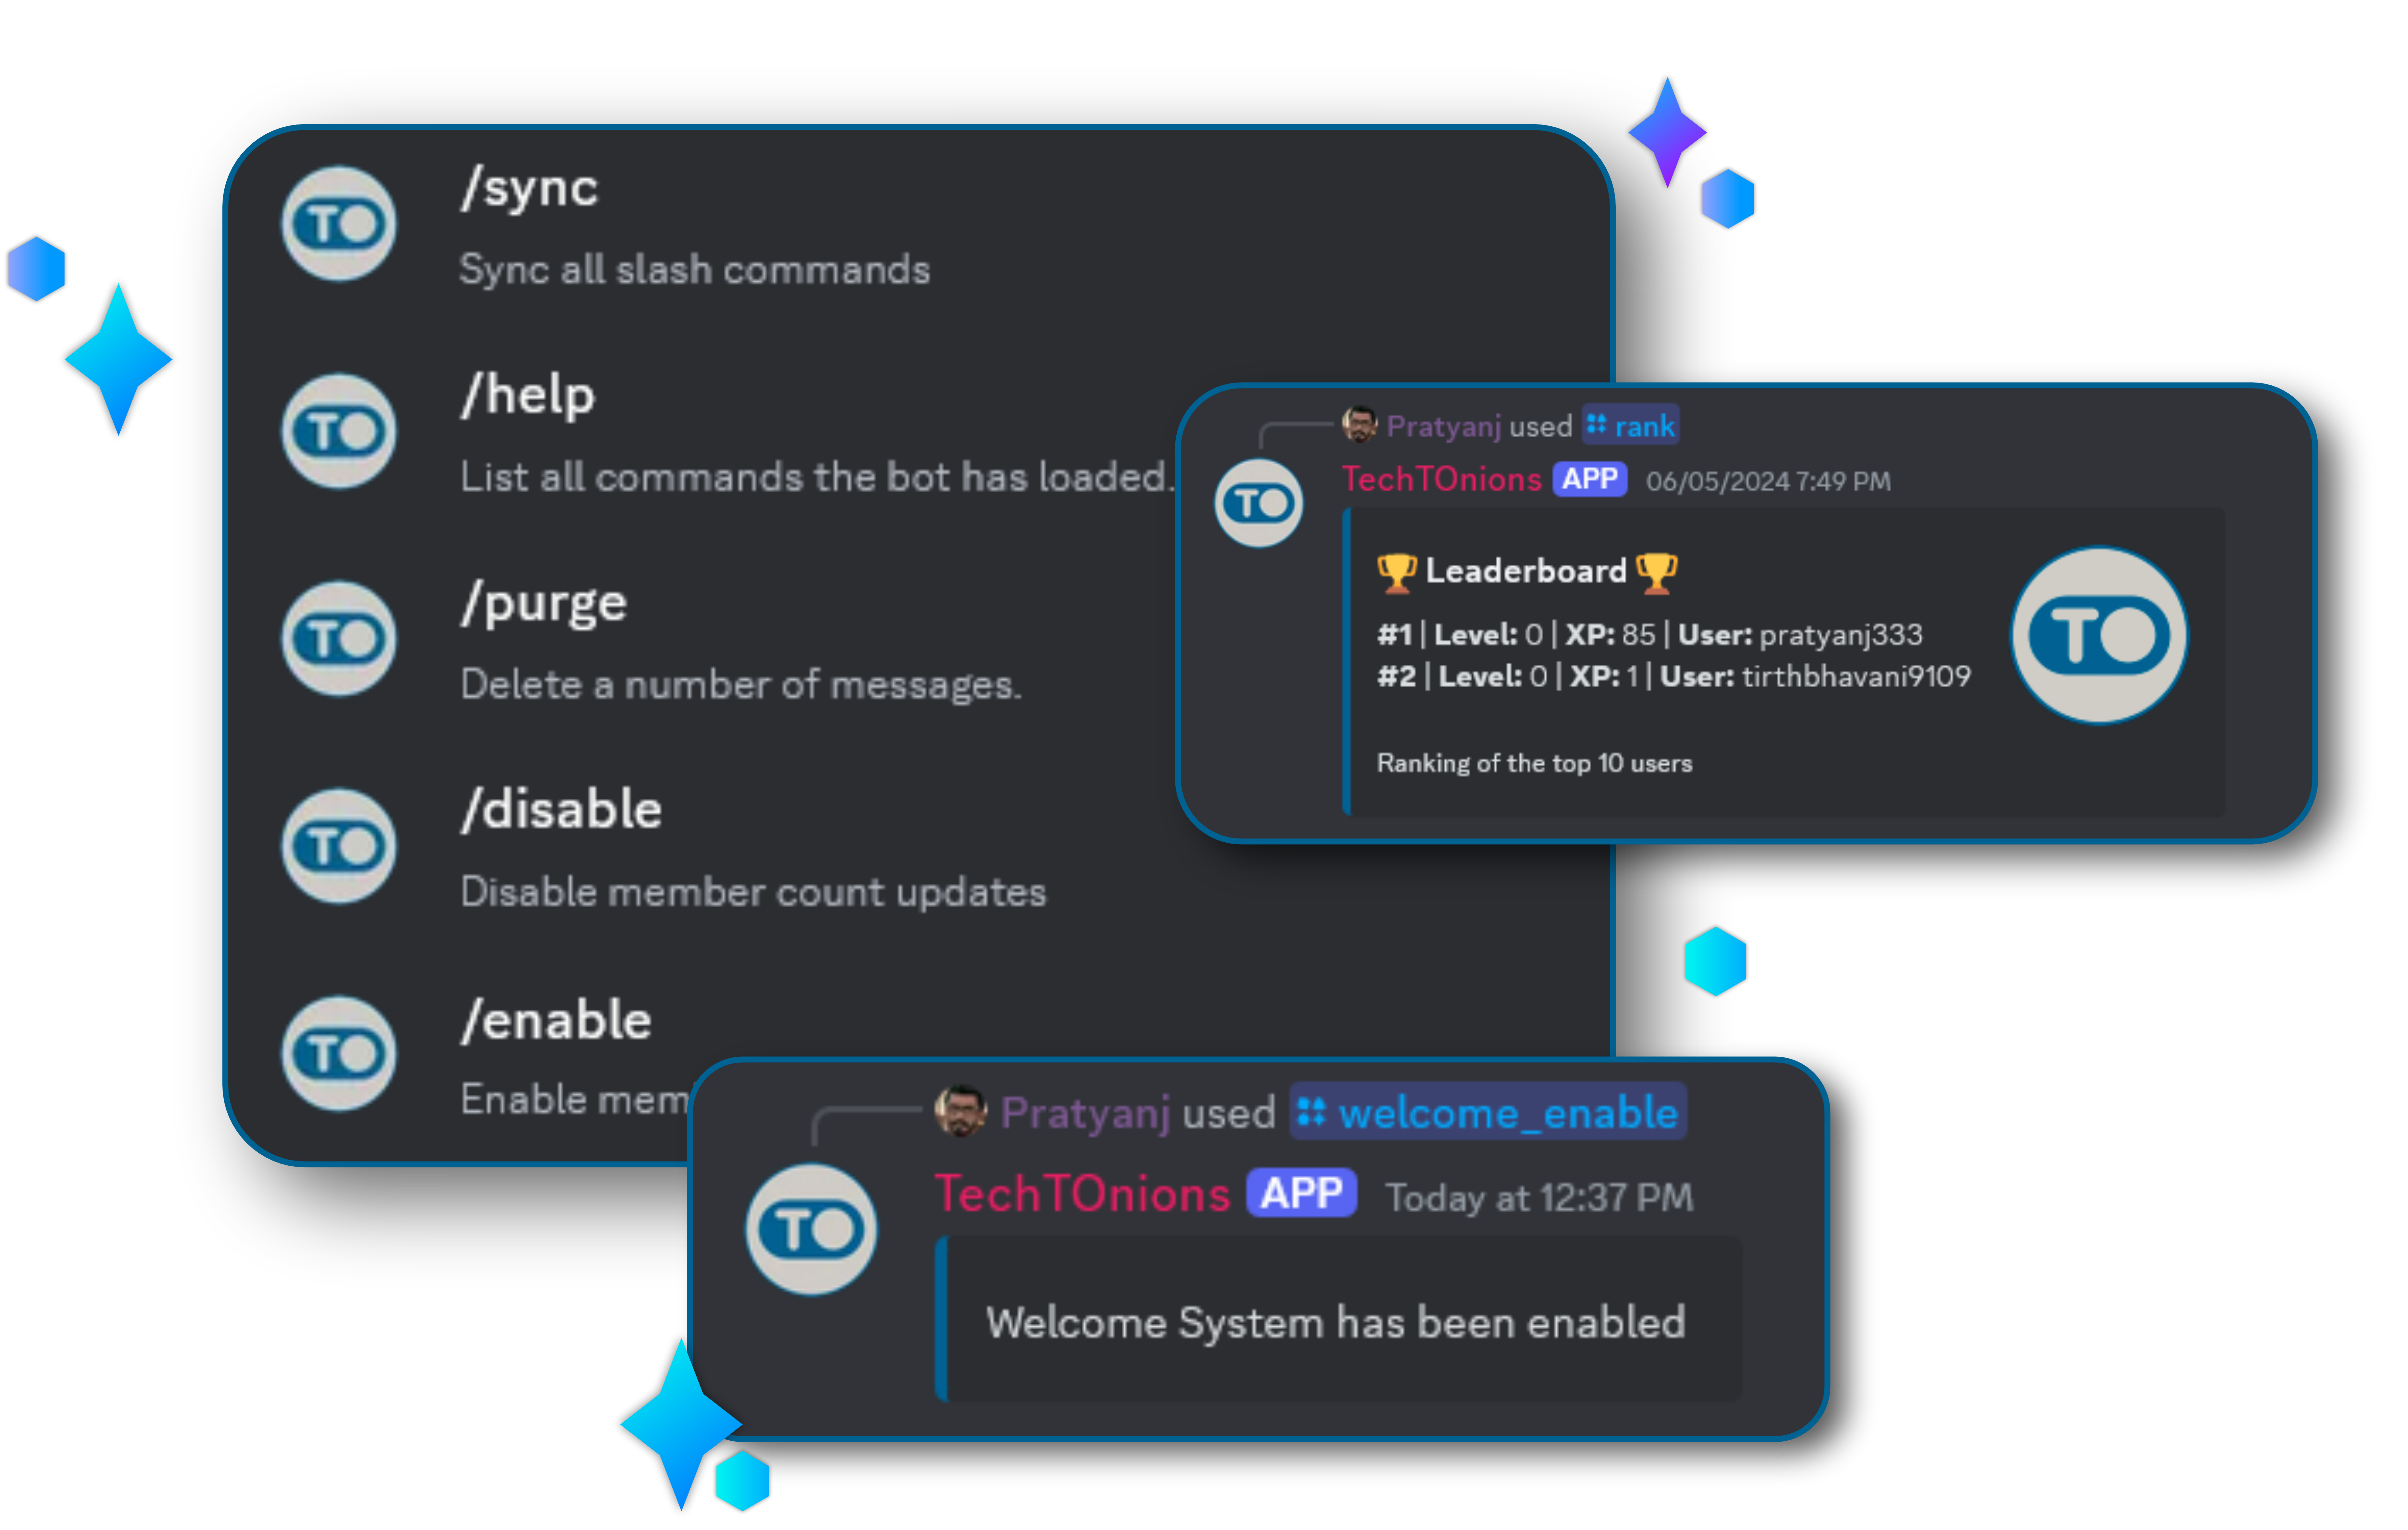 TO
/sync
Sync all slash commands
TO
/help
List all commands the bot has loaded.
TO
/purge
Delete a number of messages.
TO
/disable
Disable member count updates
TO
/enable
Enable mem
Pratyanj used rank
TO
TechTOnions APP 06/05/2024 7:49 PM
🏆 Leaderboard 🏆
#1 | Level: 0 | XP: 85 | User: pratyanj333
#2 | Level: 0 | XP: 1 | User: tirthbhavani9109
TO
Ranking of the top 10 users
Pratyanj used welcome_enable
TO
TechTOnions APP Today at 12:37 PM
Welcome System has been enabled